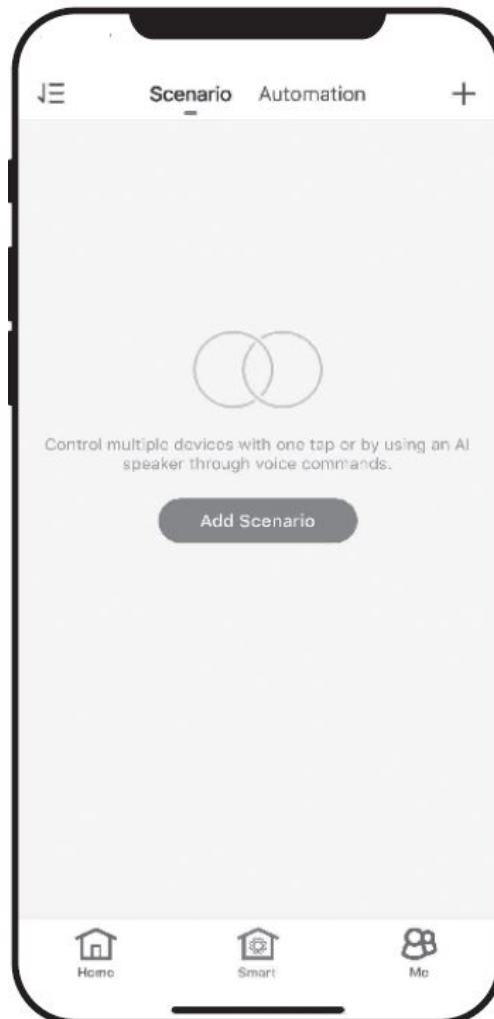 Scenario Automation
Control multiple devices with one tap or by using an AI
speaker through voice commands.
Add Scenario
Home Smart Me